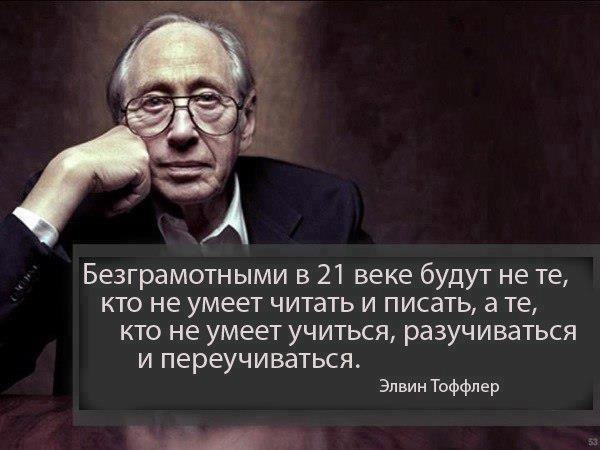 Безграмотными в 21 веке будут не те,
кто не умеет читать и писать, а те,
кто не умеет учиться, разучиваться
и переучиваться.
Элвин Тоффлер
53